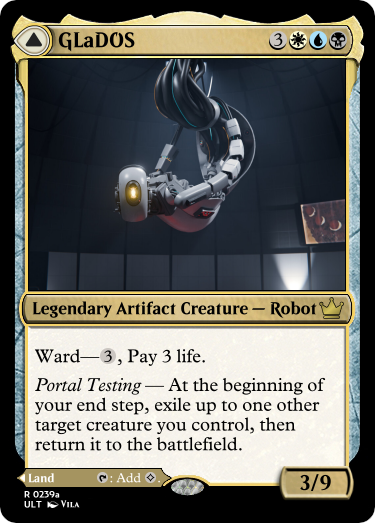 GLaDOS 3
Legendary Artifact Creature — Robot
Ward—3, Pay 3 life.
Portal Testing — At the beginning of
your end step, exile up to one other
target creature you control, then
return it to the battlefield.
Land : Add .
3/9
R 0239a
ULT VILA